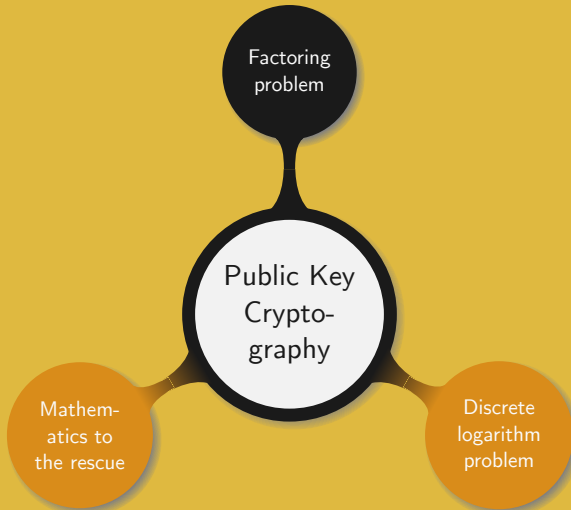 Factoring
problem
Public Key
Crypto-
graphy
Mathem-
atics to
the rescue
Discrete
logarithm
problem